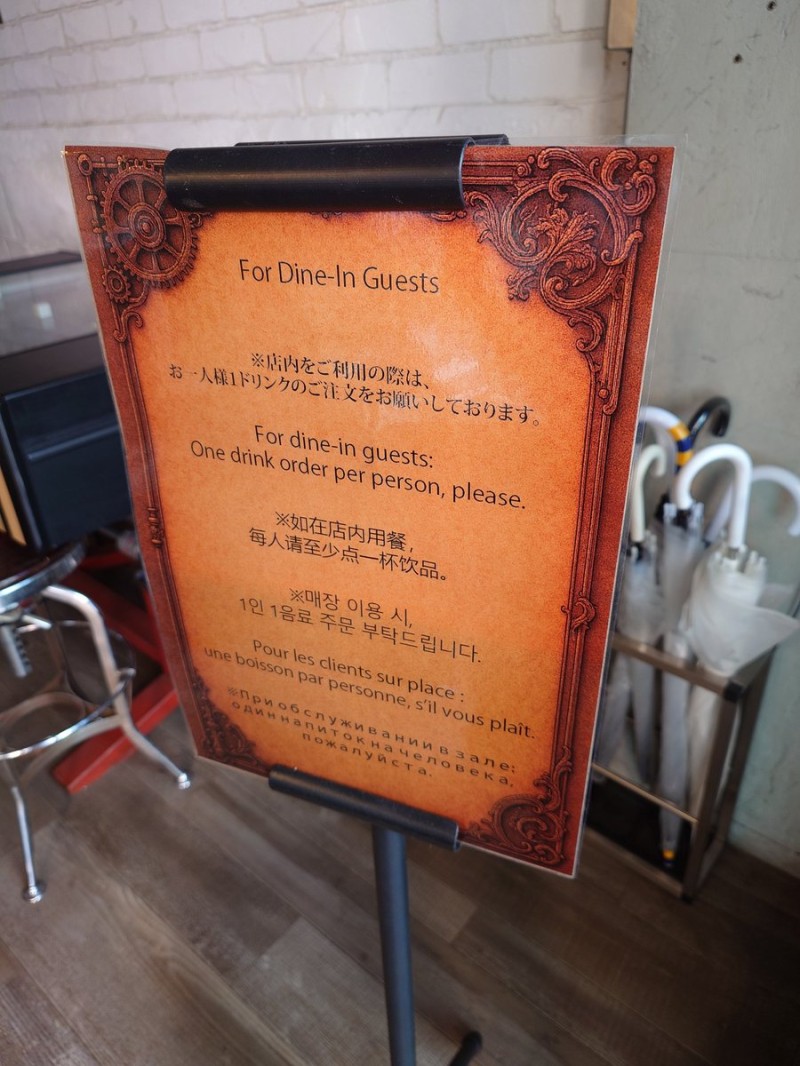 For Dine-In Guests
※店内をご利用の際は、
お一人様1ドリンクのご注文をお願いしております。
For dine-in guests:
One drink order per person, please.
※如在店内用餐,
每人请至少点一杯饮品。
※매장 이용 시,
1인 1음료 주문 부탁드립니다.
Pour les clients sur place :
une boisson par personne, s'il vous plaît.
※При обслуживании в зале:
один напиток на человека,
пожалуйста.